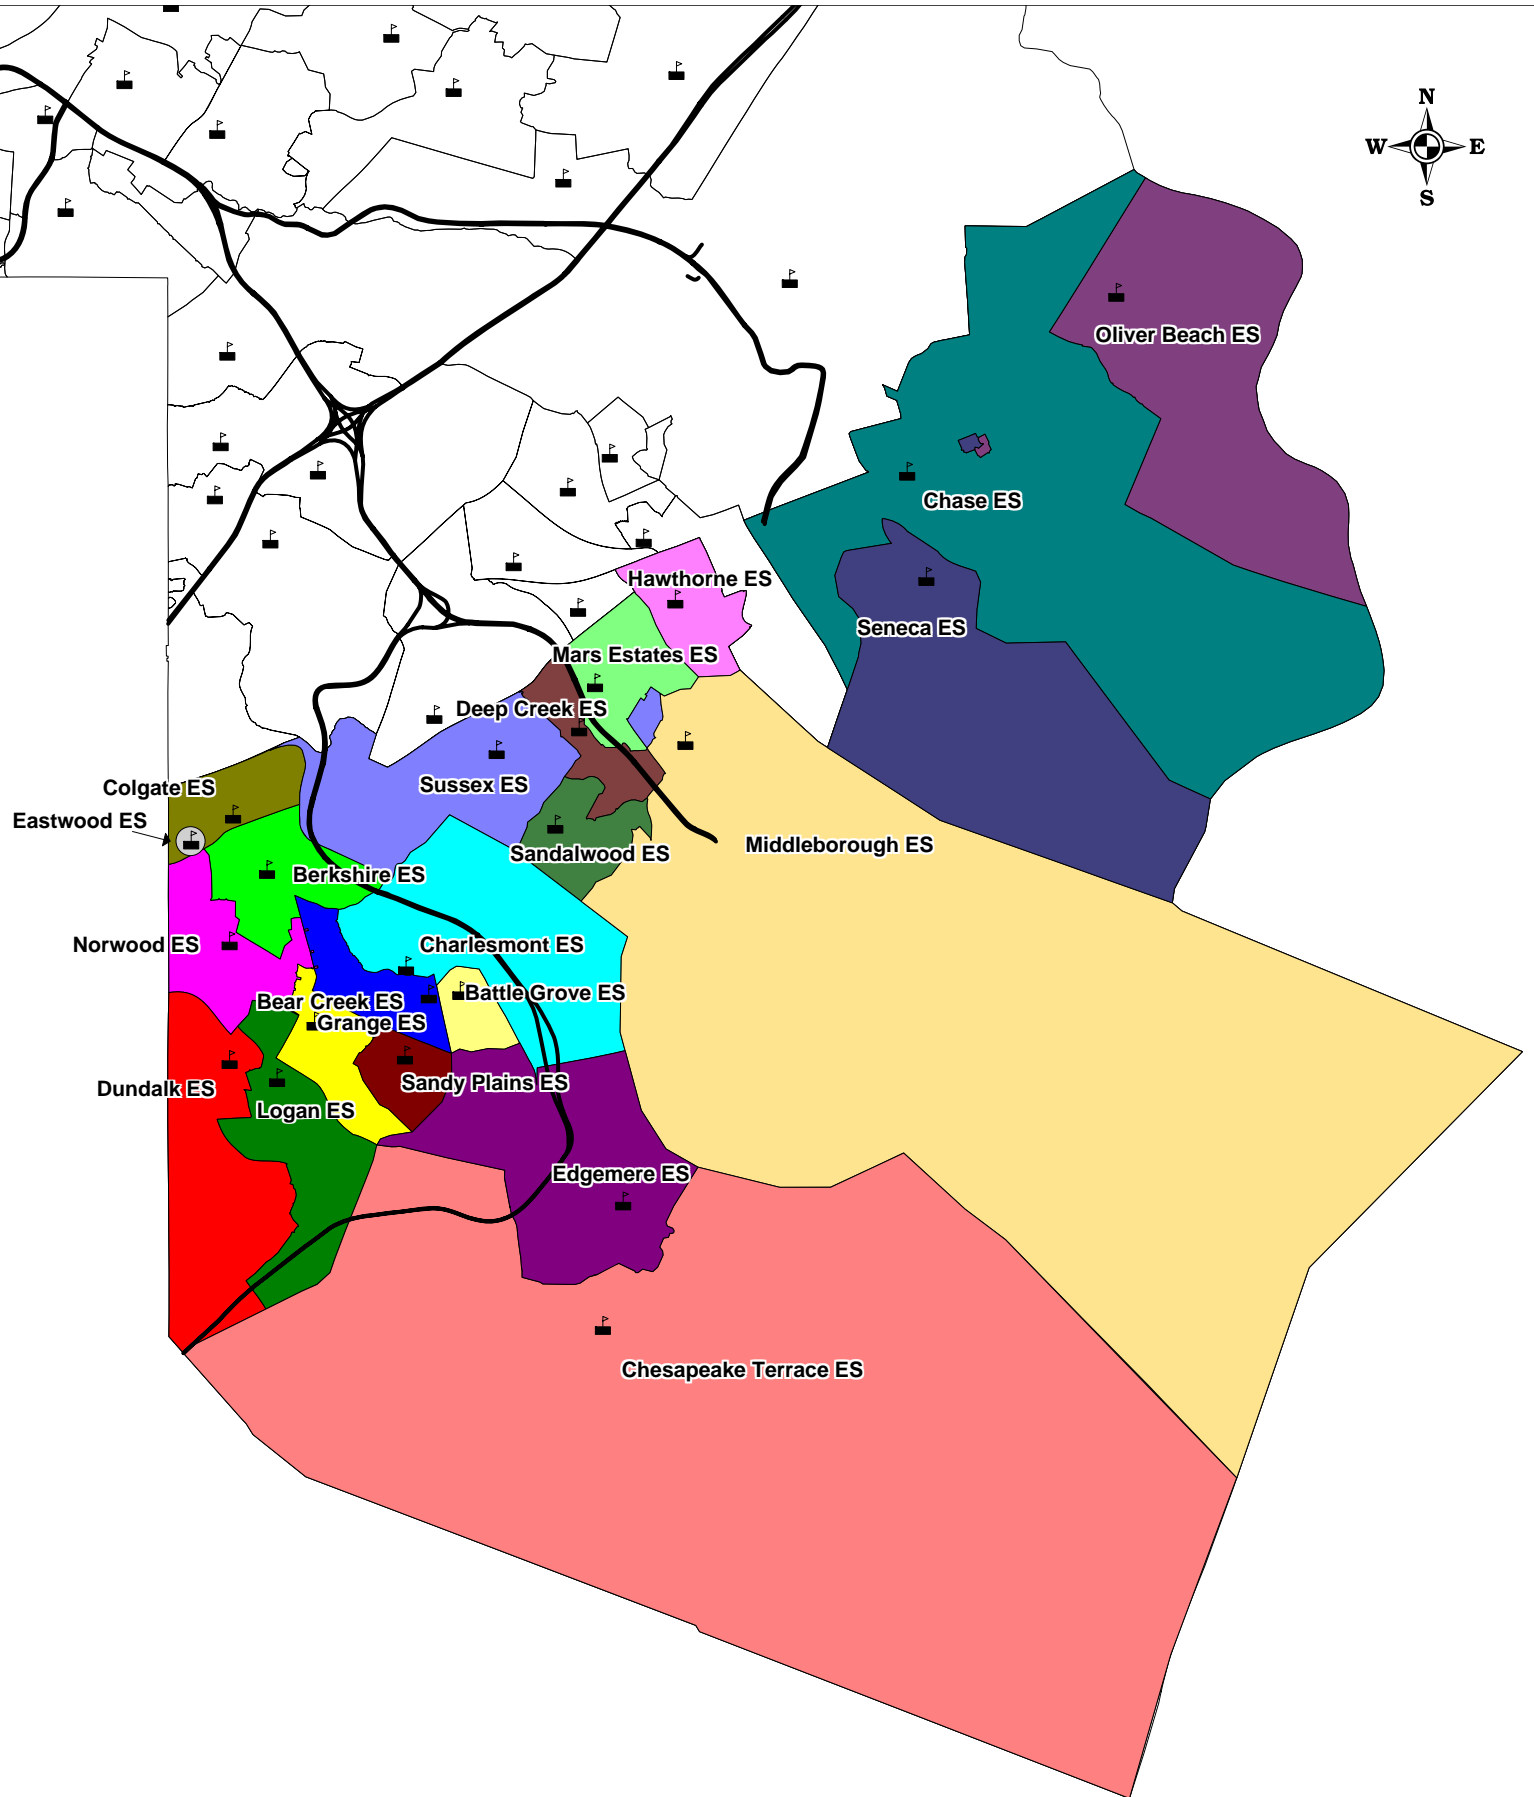 N
W E
S
Oliver Beach ES
Chase ES
Hawthorne ES
Seneca ES
Mars Estates ES
Deep Creek ES
Colgate ES
Sussex ES
Eastwood ES
Sandalwood ES
Middleborough ES
Berkshire ES
Norwood ES
Charlesmont ES
Bear Creek ES
Battle Grove ES
Grange ES
Dundalk ES
Sandy Plains ES
Logan ES
Edgemere ES
Chesapeake Terrace ES